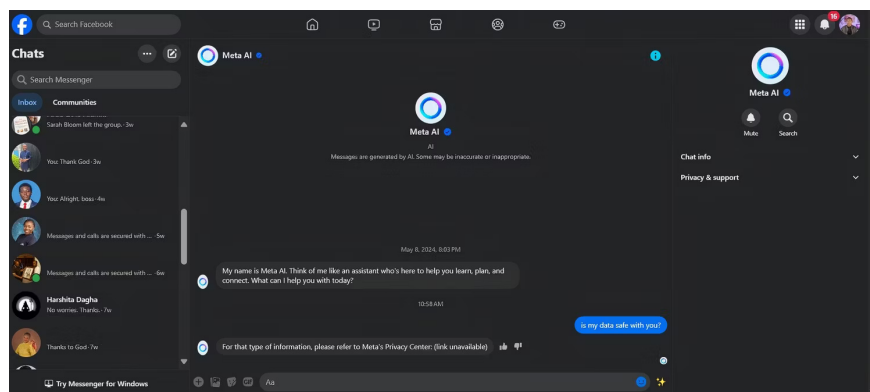 Search Facebook
16
Chats
Search Messenger
Inbox
Communities
Sarah Bloom left the group. · 3w
You: Thank God · 3w
You: Alright, boss · 4w
Messages and calls are secured with ... · 5w
Messages and calls are secured with ... · 6w
Harshita Dagha
No worries. Thanks. · 7w
Thanks to God · 7w
Try Messenger for Windows
Meta AI
Meta AI
AI
Messages are generated by AI. Some may be inaccurate or inappropriate.
May 8, 2024, 8:03 PM
My name is Meta AI. Think of me like an assistant who's here to help you learn, plan, and
connect. What can I help you with today?
10:58 AM
is my data safe with you?
For that type of information, please refer to Meta's Privacy Center: (link unavailable)
GIF
Aa
Meta AI
Mute
Search
Chat info
Privacy & support